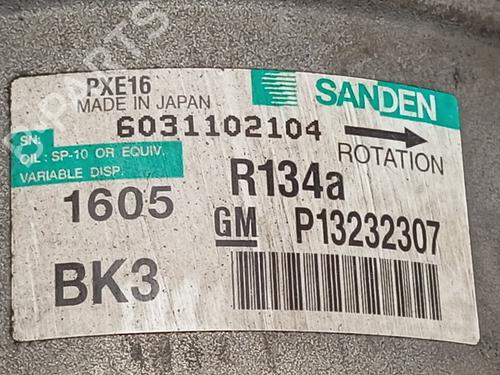 PXE16
SANDEN
MADE IN JAPAN
SN:
6031102104
OIL: SP-10 OR EQUIV.
ROTATION
VARIABLE DISP.
R134a
1605
GM P13232307
BK3